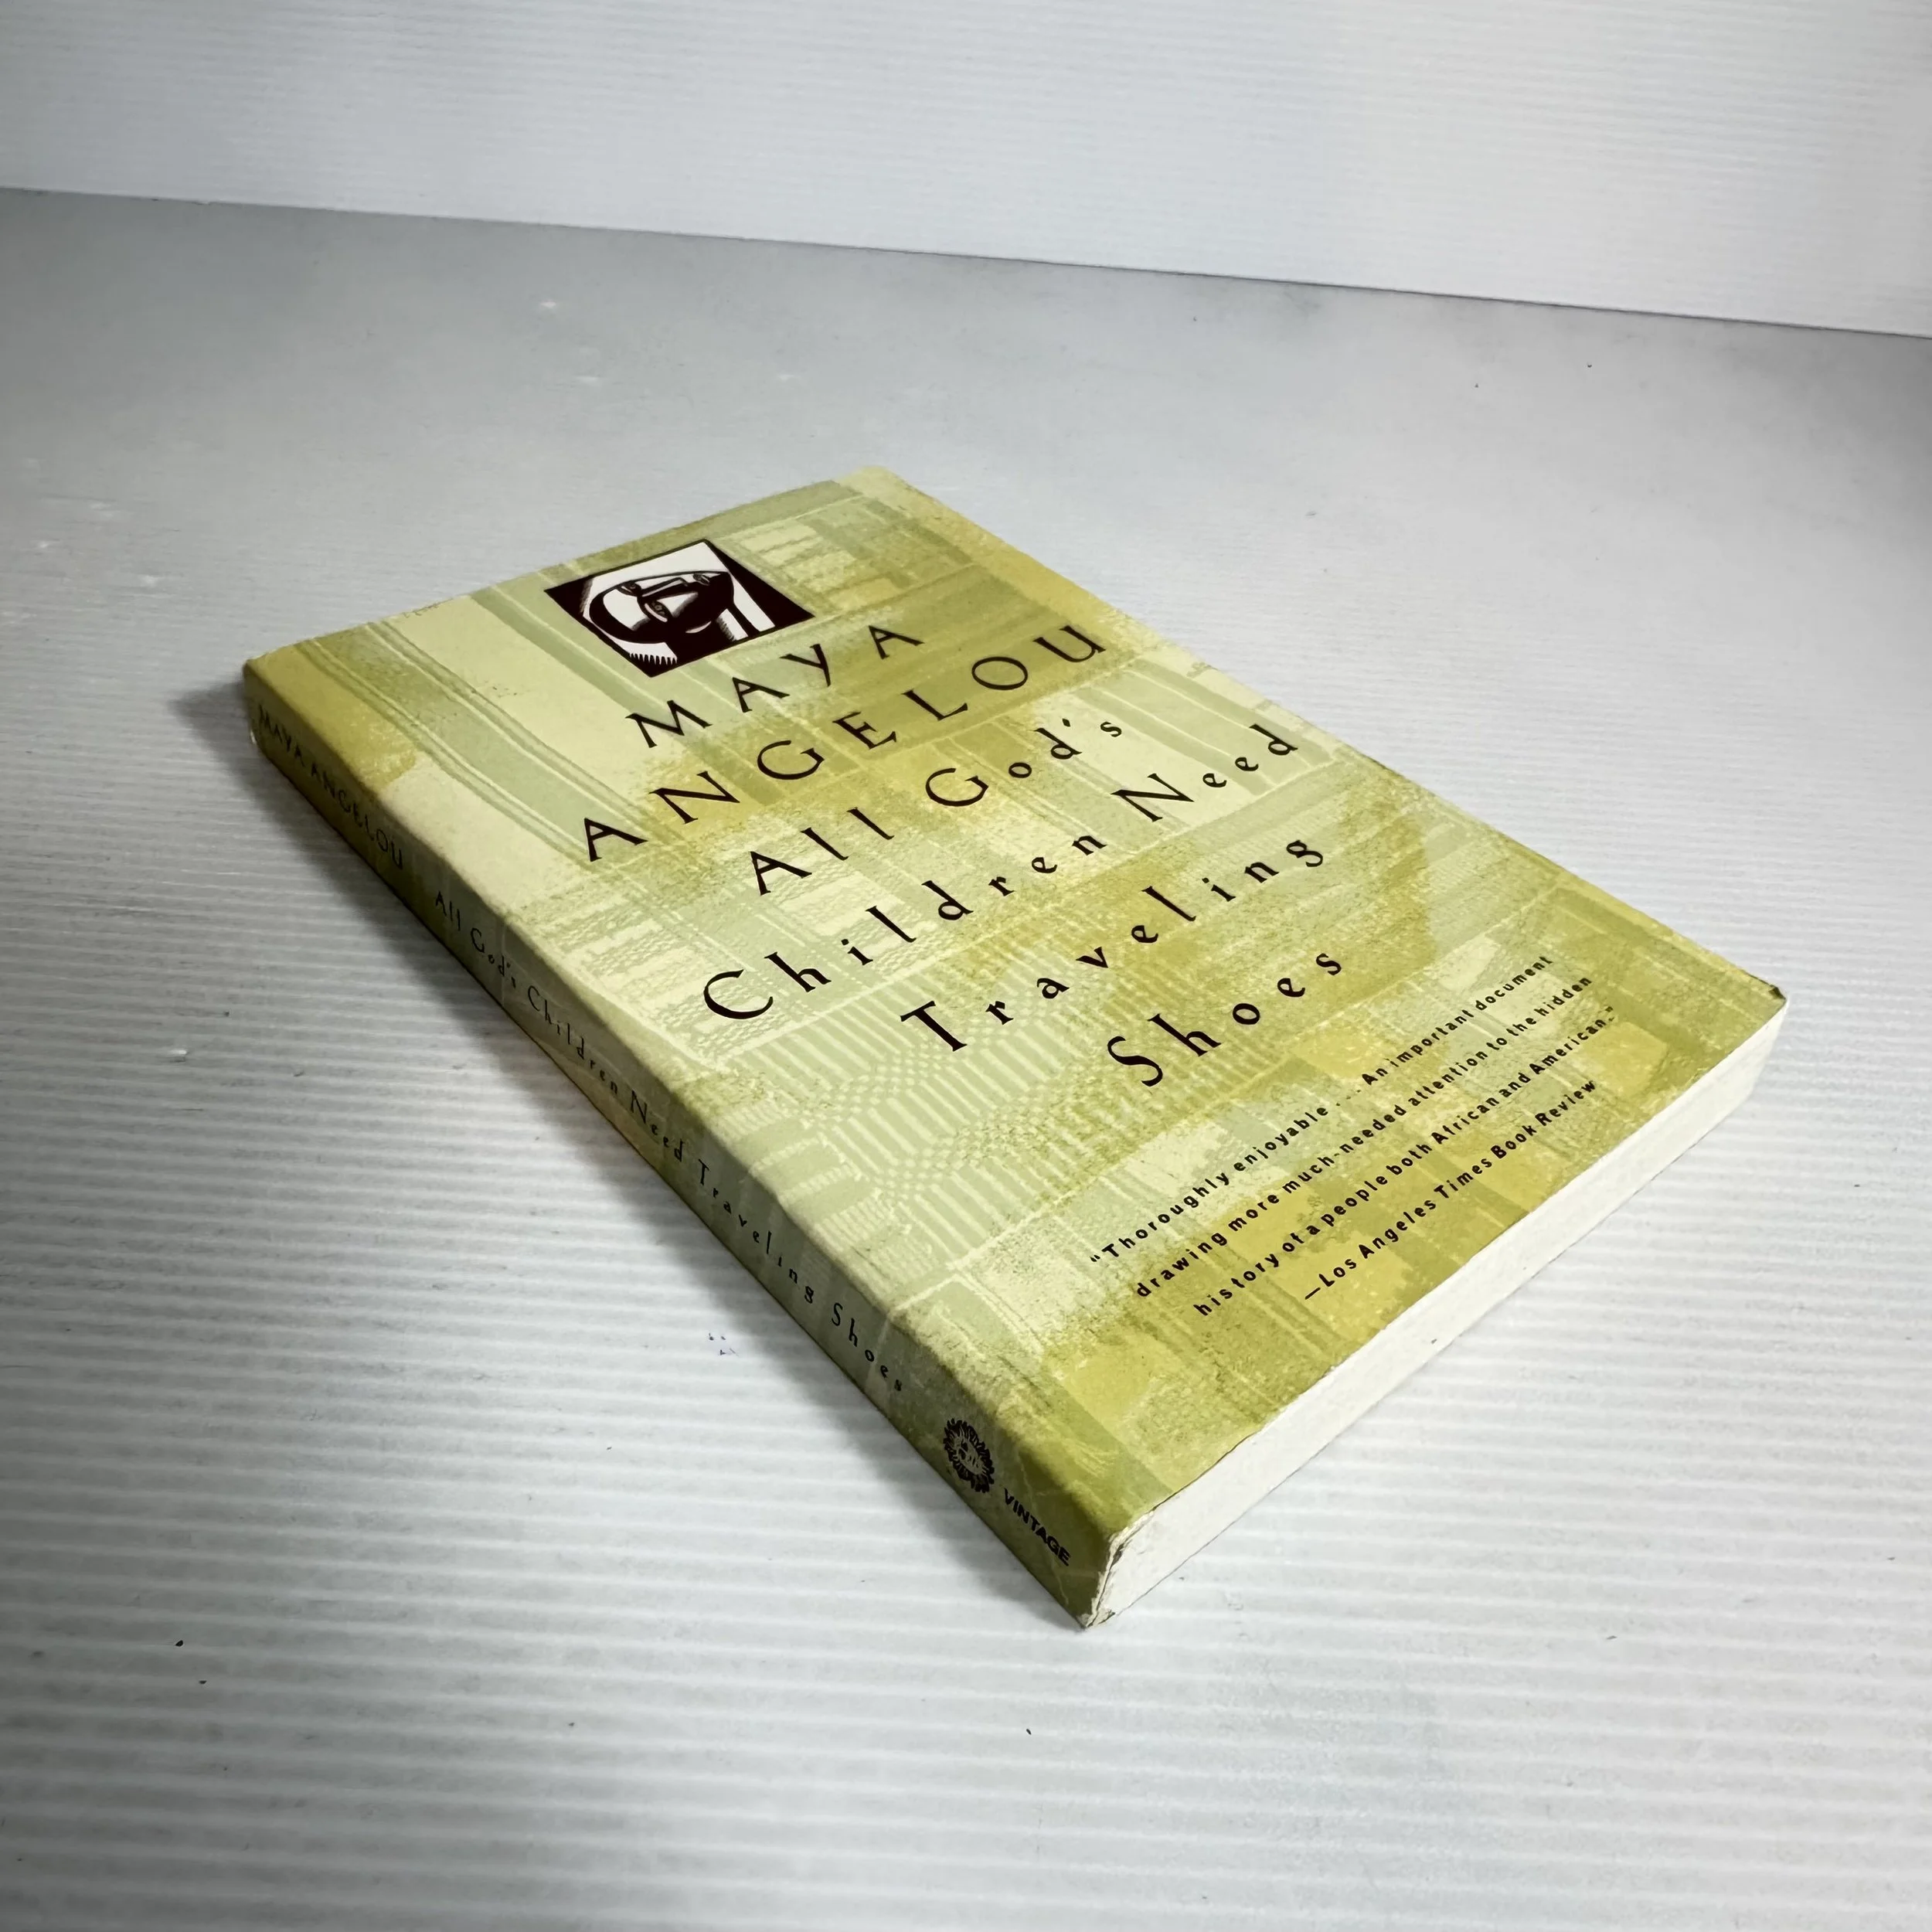 MAYA
ANGELOU
All God's
Children Need
Traveling
Shoes
"Thoroughly enjoyable . . . An important document
drawing more much-needed attention to the hidden
history of a people both African and American."
—Los Angeles Times Book Review
MAYA ANGELOU All God's Children Need Traveling Shoes VINTAGE